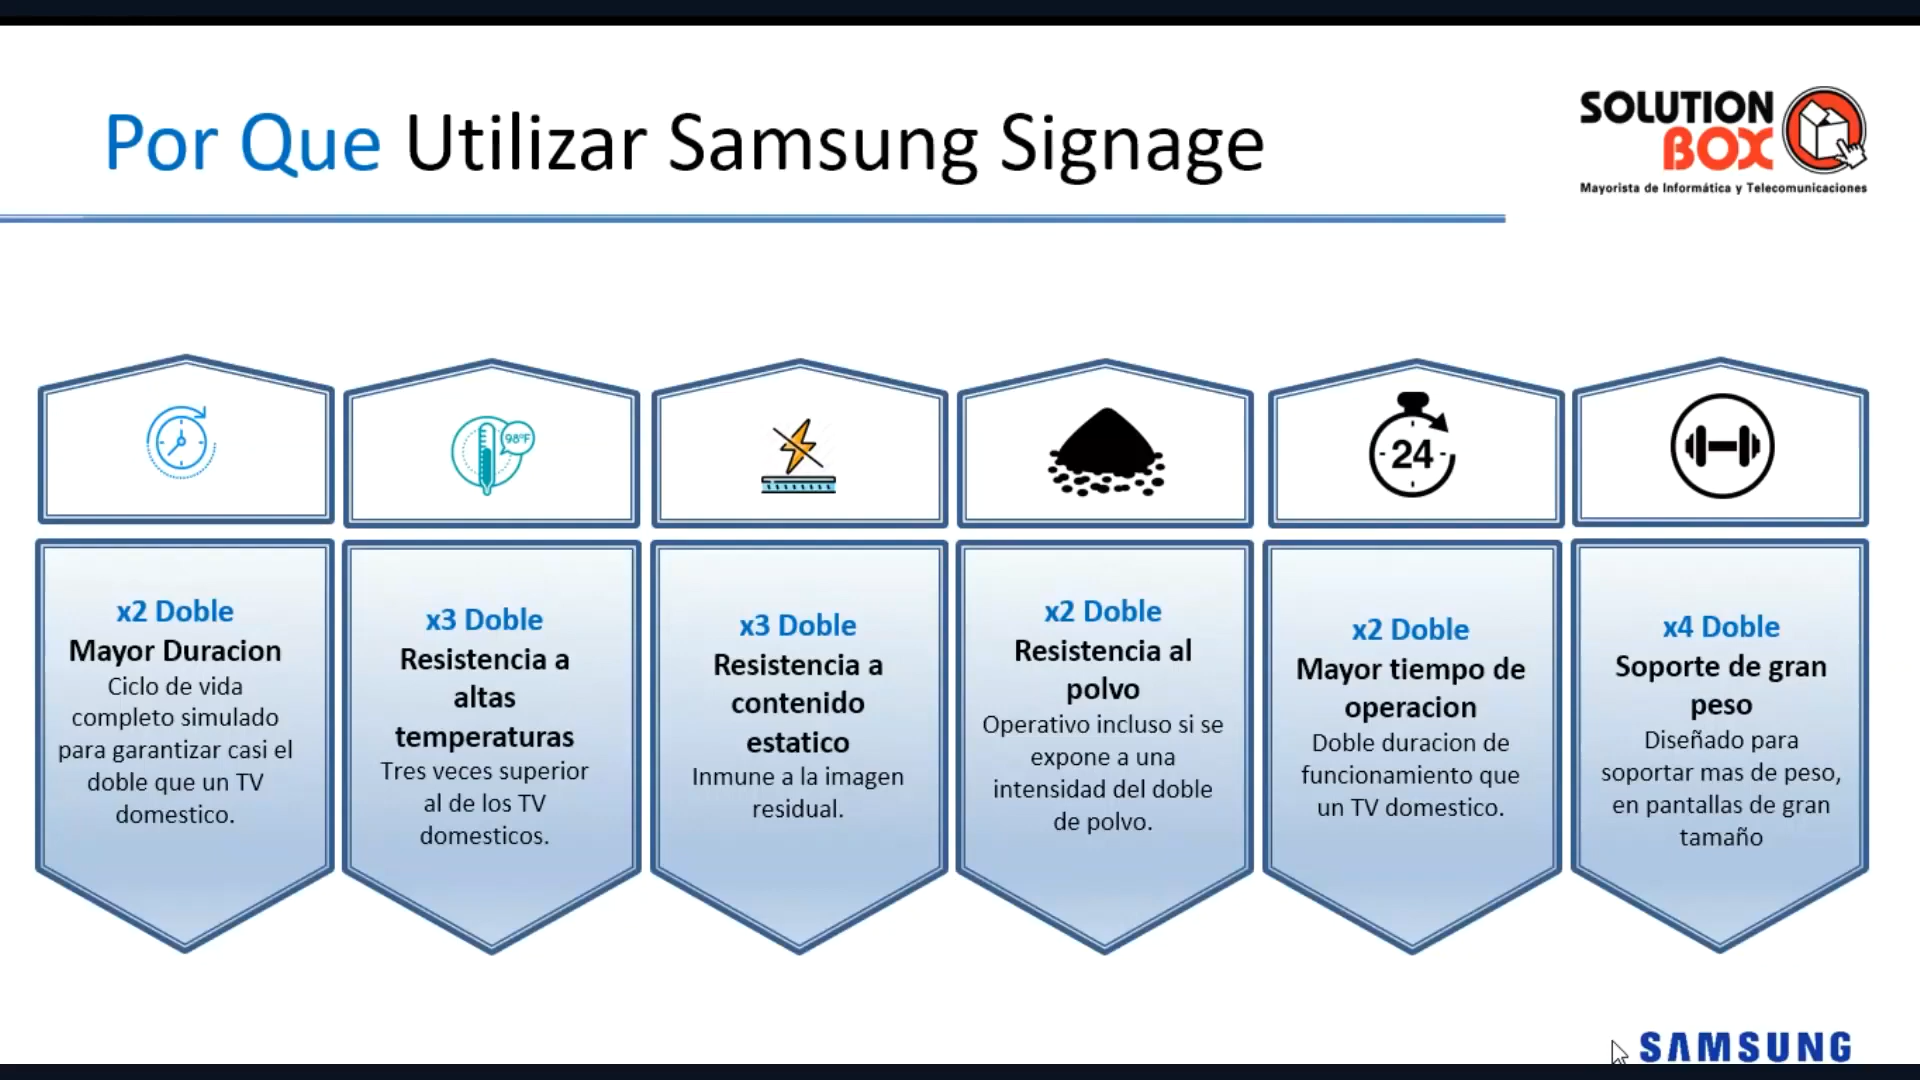 Por Que Utilizar Samsung Signage
SOLUTION
BOX
Mayorista de Informática y Telecomunicaciones
98°F
24
x2 Doble
Mayor Duracion
Ciclo de vida
completo simulado
para garantizar casi el
doble que un TV
domestico.
x3 Doble
Resistencia a
altas
temperaturas
Tres veces superior
al de los TV
domesticos.
x3 Doble
Resistencia a
contenido
estatico
Inmune a la imagen
residual.
x2 Doble
Resistencia al
polvo
Operativo incluso si se
expone a una
intensidad del doble
de polvo.
x2 Doble
Mayor tiempo de
operacion
Doble duracion de
funcionamiento que
un TV domestico.
x4 Doble
Soporte de gran
peso
Diseñado para
soportar mas de peso,
en pantallas de gran
tamaño
SAMSUNG